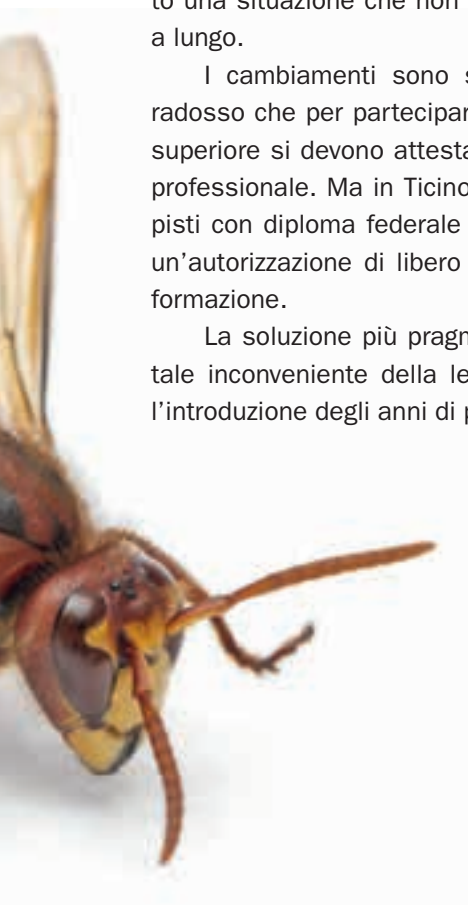 to una situazione che non
a lungo.
I cambiamenti sono
radosso che per partecipar
superiore si devono attesta
professionale. Ma in Ticino
pisti con diploma federale
un’autorizzazione di libero
formazione.
La soluzione più pragm
tale inconveniente della le
l’introduzione degli anni di